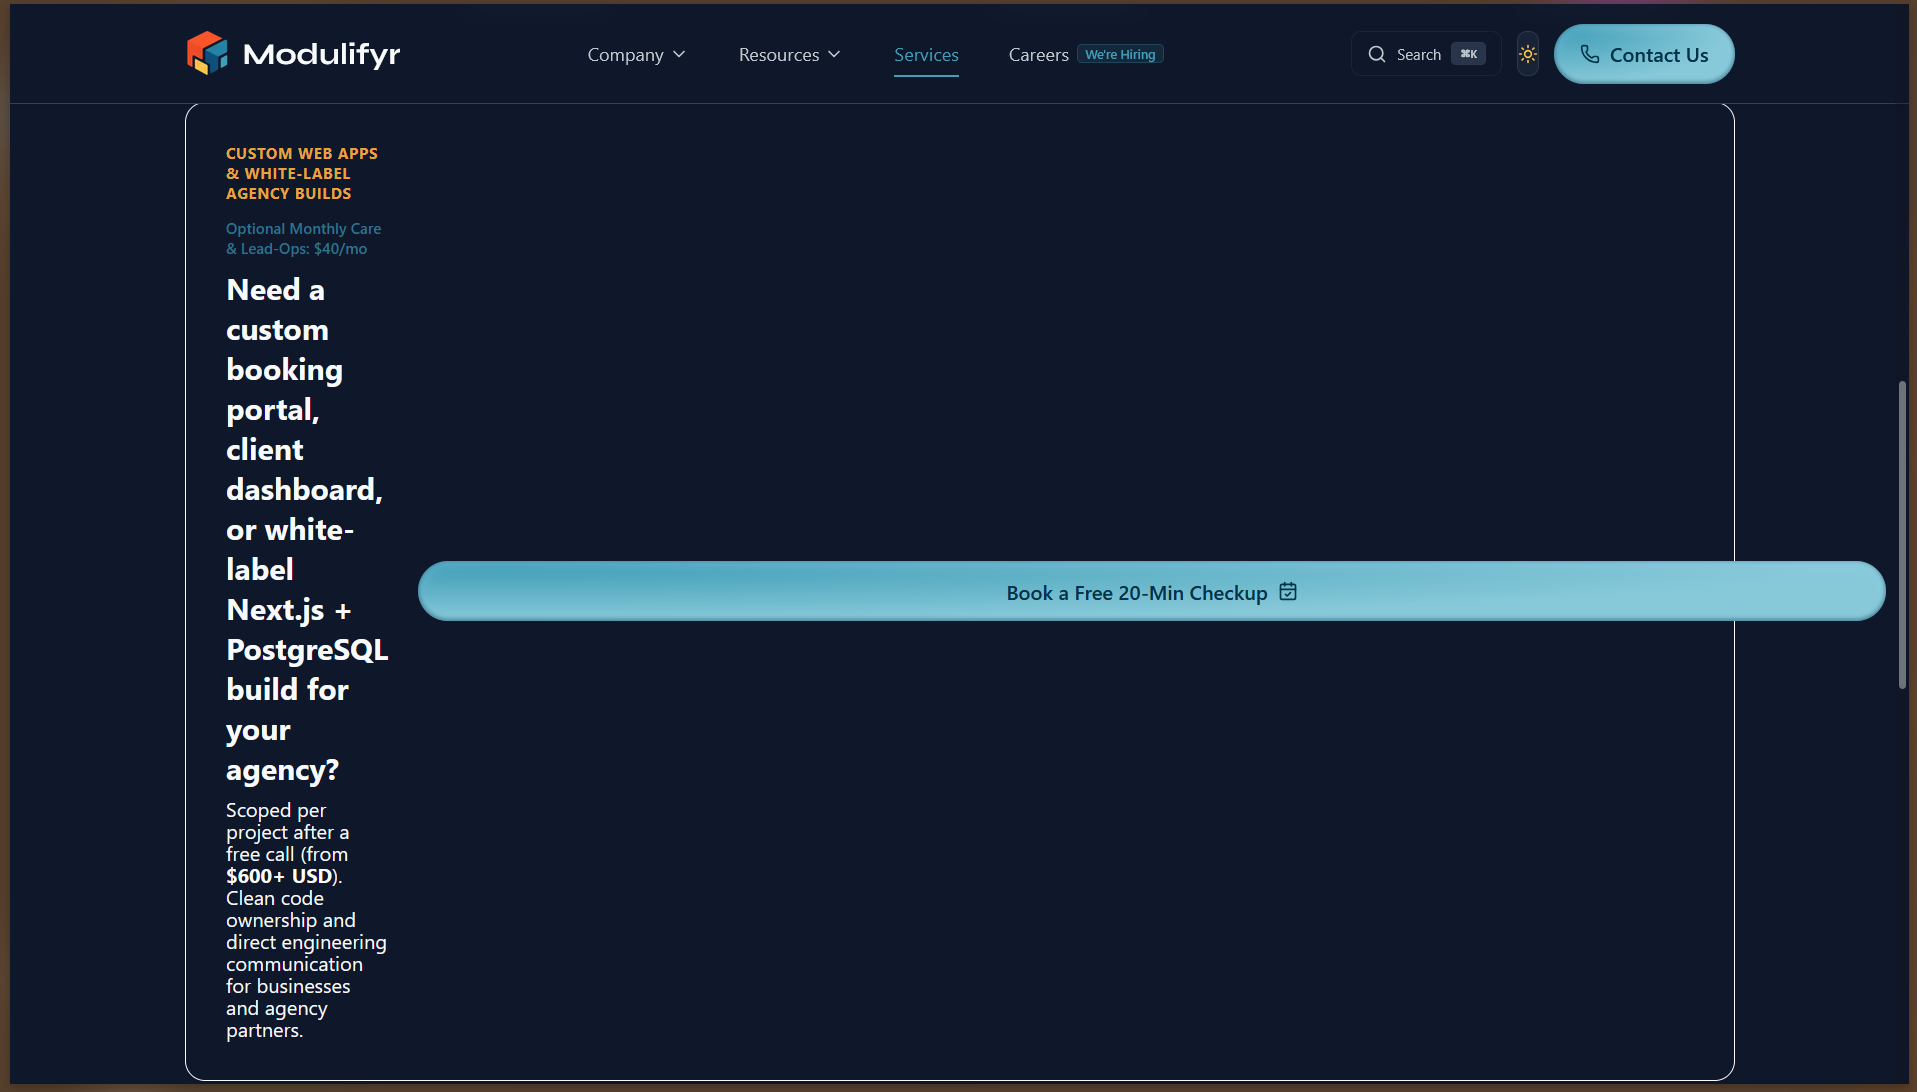 Modulifyr
Company
Resources
Services
Careers
We're Hiring
Search
⌘K
Contact Us
CUSTOM WEB APPS
& WHITE-LABEL
AGENCY BUILDS
Optional Monthly Care
& Lead-Ops: $40/mo
Need a
custom
booking
portal,
client
dashboard,
or white-
label
Next.js +
PostgreSQL
build for
your
agency?
Scoped per
project after a
free call (from
$600+ USD).
Clean code
ownership and
direct engineering
communication
for businesses
and agency
partners.
Book a Free 20-Min Checkup